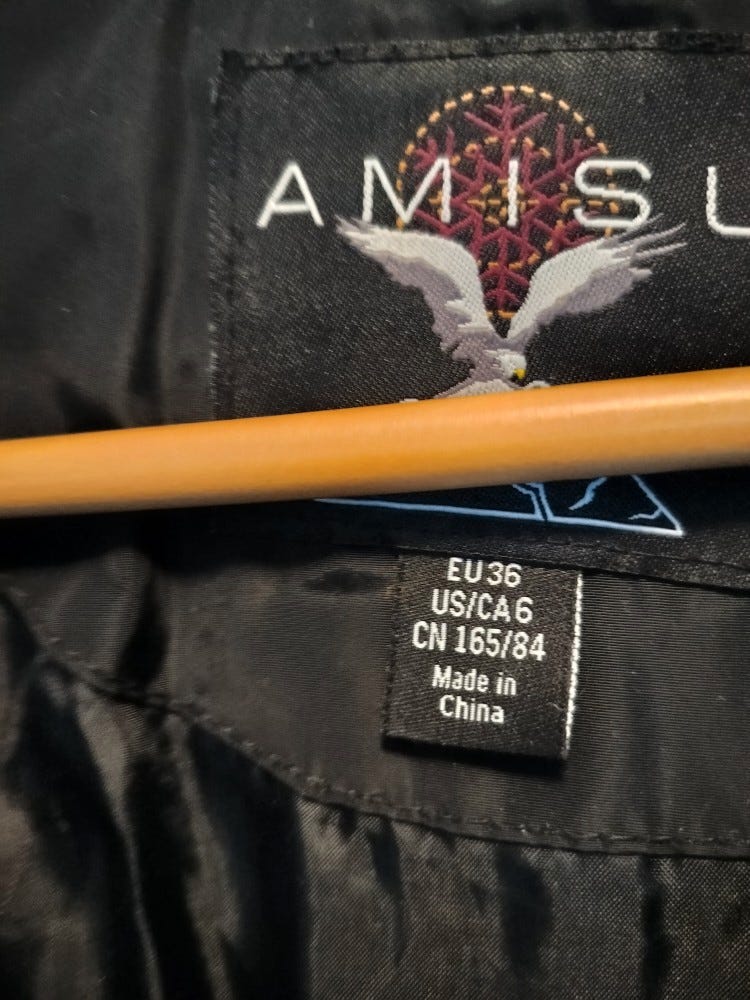 AMISU
EU 36
US/CA 6
CN 165/84
Made in
China